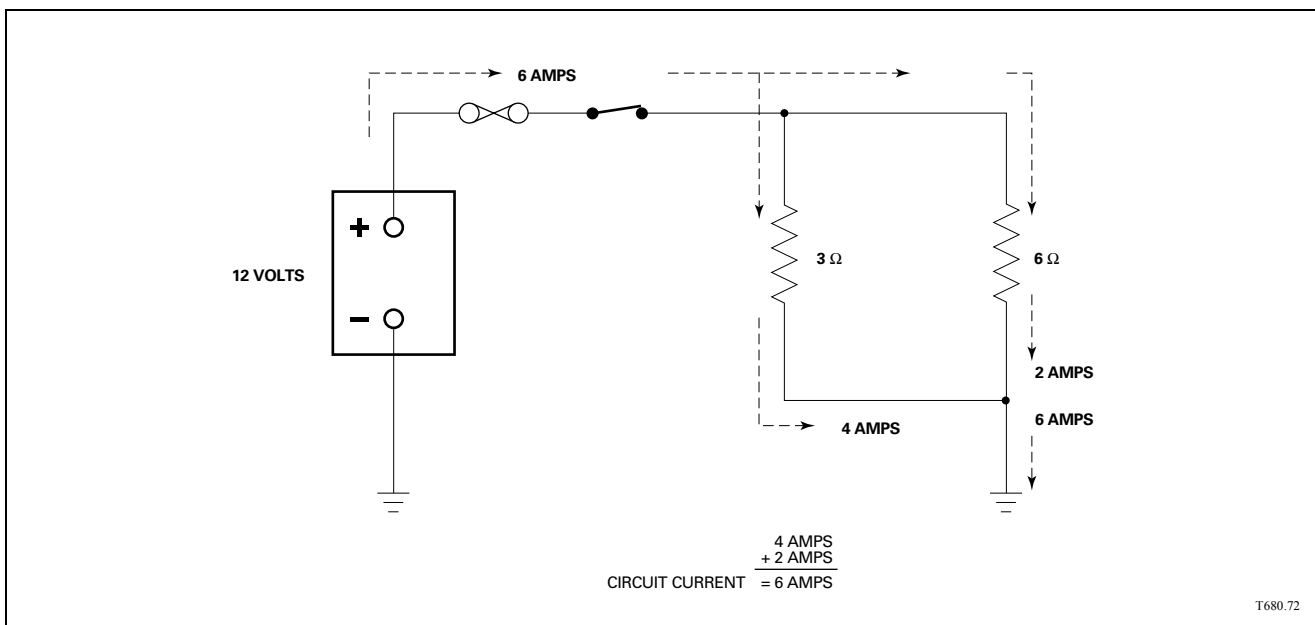 6 AMPS
+
12 VOLTS
−
3 Ω
6 Ω
2 AMPS
4 AMPS
6 AMPS
4 AMPS
+ 2 AMPS
CIRCUIT CURRENT = 6 AMPS
T680.72